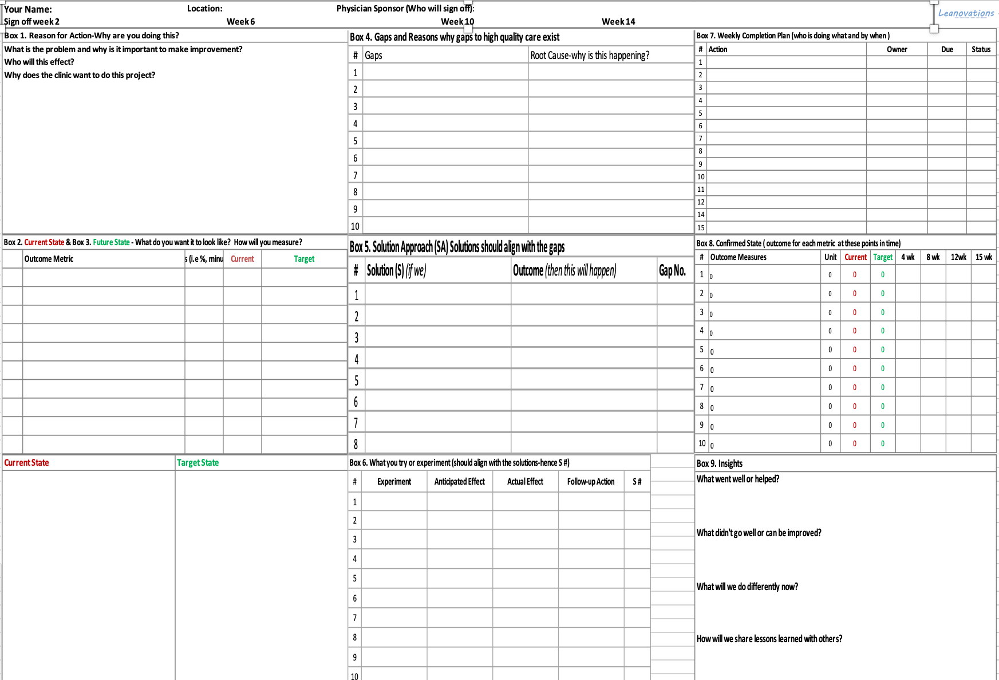 Your Name:
Location:
Physician Sponsor (Who will sign off):
Leanovations
Sign off week 2
Week 6
Week 10
Week 14
Box 1. Reason for Action-Why are you doing this?
What is the problem and why is it important to make improvement?
Who will this effect?
Why does the clinic want to do this project?
Box 2. Current State & Box 3. Future State - What do you want it to look like? How will you measure?
Outcome Metric s (i.e %, minu Current Target
Current State
Target State
Box 4. Gaps and Reasons why gaps to high quality care exist
# Gaps Root Cause-why is this happening?
1
2
3
4
5
6
7
8
9
10
Box 5. Solution Approach (SA) Solutions should align with the gaps
# Solution (S) (if we) Outcome (then this will happen) Gap No.
1
2
3
4
5
6
7
8
Box 6. What you try or experiment (should align with the solutions-hence S #)
# Experiment Anticipated Effect Actual Effect Follow-up Action S #
1
2
3
4
5
6
7
8
9
10
Box 7. Weekly Completion Plan (who is doing what and by when )
# Action Owner Due Status
1
2
3
4
5
6
7
8
9
10
11
12
14
15
Box 8. Confirmed State ( outcome for each metric at these points in time)
# Outcome Measures Unit Current Target 4 wk 8 wk 12wk 15 wk
1 0 0 0 0
2 0 0 0 0
3 0 0 0 0
4 0 0 0 0
5 0 0 0 0
6 0 0 0 0
7 0 0 0 0
8 0 0 0 0
9 0 0 0 0
10 0 0 0 0
Box 9. Insights
What went well or helped?
What didn't go well or can be improved?
What will we do differently now?
How will we share lessons learned with others?